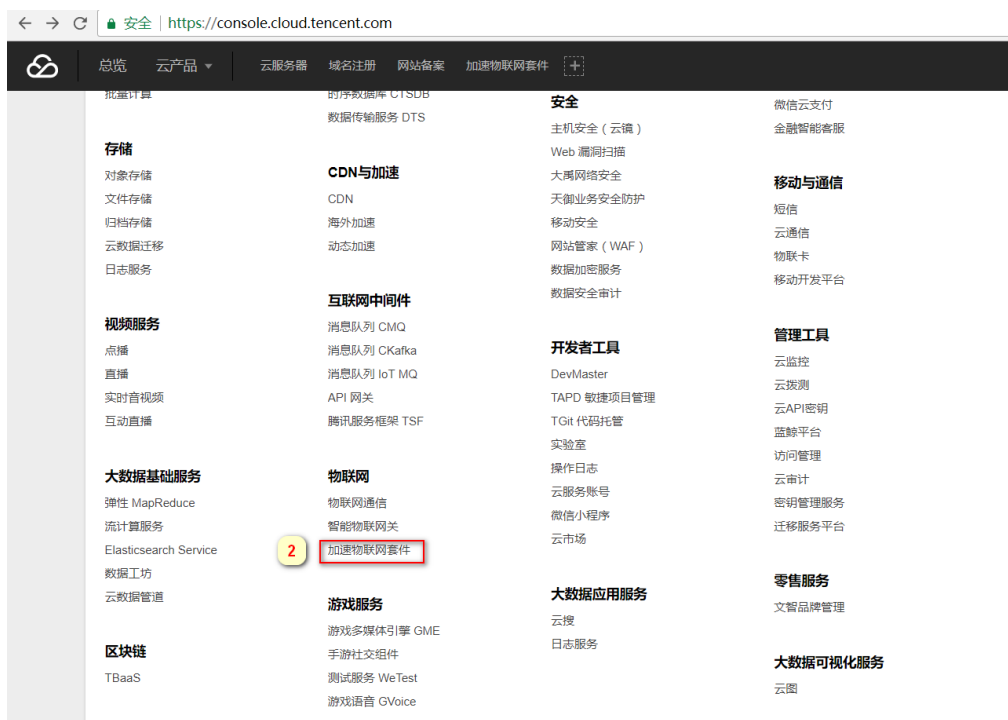 安全 https://console.cloud.tencent.com
总览 云产品 云服务器 域名注册 网站备案 加速物联网套件
批量计算
存储
对象存储
文件存储
归档存储
云数据迁移
日志服务
视频服务
点播
直播
实时音视频
互动直播
大数据基础服务
弹性 MapReduce
流计算服务
Elasticsearch Service
数据工坊
云数据管道
区块链
TBaaS
时序数据库 CTSDB
数据传输服务 DTS
CDN与加速
CDN
海外加速
动态加速
互联网中间件
消息队列 CMQ
消息队列 CKafka
消息队列 IoT MQ
API 网关
腾讯服务框架 TSF
物联网
物联网通信
智能物联网关
2 加速物联网套件
游戏服务
游戏多媒体引擎 GME
手游社交组件
测试服务 WeTest
游戏语音 GVoice
安全
主机安全（云镜）
Web 漏洞扫描
大禹网络安全
天御业务安全防护
移动安全
网站管家（WAF）
数据加密服务
数据安全审计
开发者工具
DevMaster
TAPD 敏捷项目管理
TGit 代码托管
实验室
操作日志
云服务账号
微信小程序
云市场
大数据应用服务
云搜
日志服务
微信云支付
金融智能客服
移动与通信
短信
云通信
物联卡
移动开发平台
管理工具
云监控
云拨测
云API密钥
蓝鲸平台
访问管理
云审计
密钥管理服务
迁移服务平台
零售服务
文智品牌管理
大数据可视化服务
云图